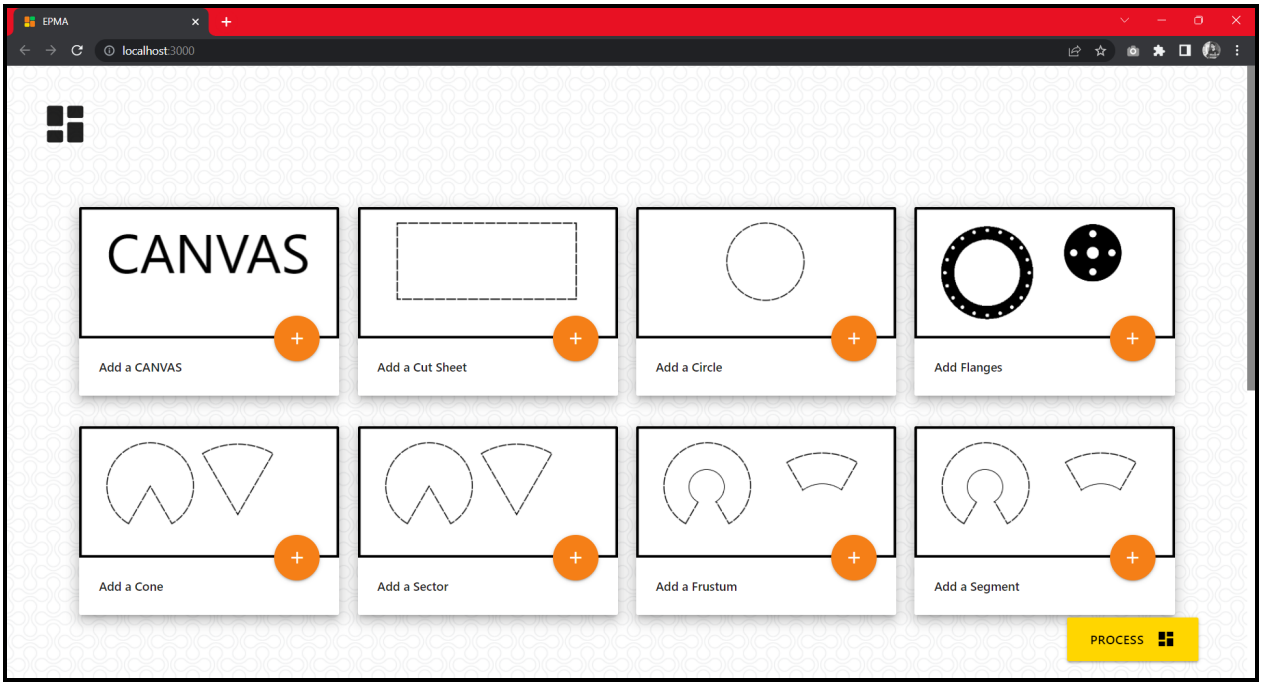 EPMA
localhost:3000
CANVAS
Add a CANVAS
Add a Cut Sheet
Add a Circle
Add Flanges
Add a Cone
Add a Sector
Add a Frustum
Add a Segment
PROCESS